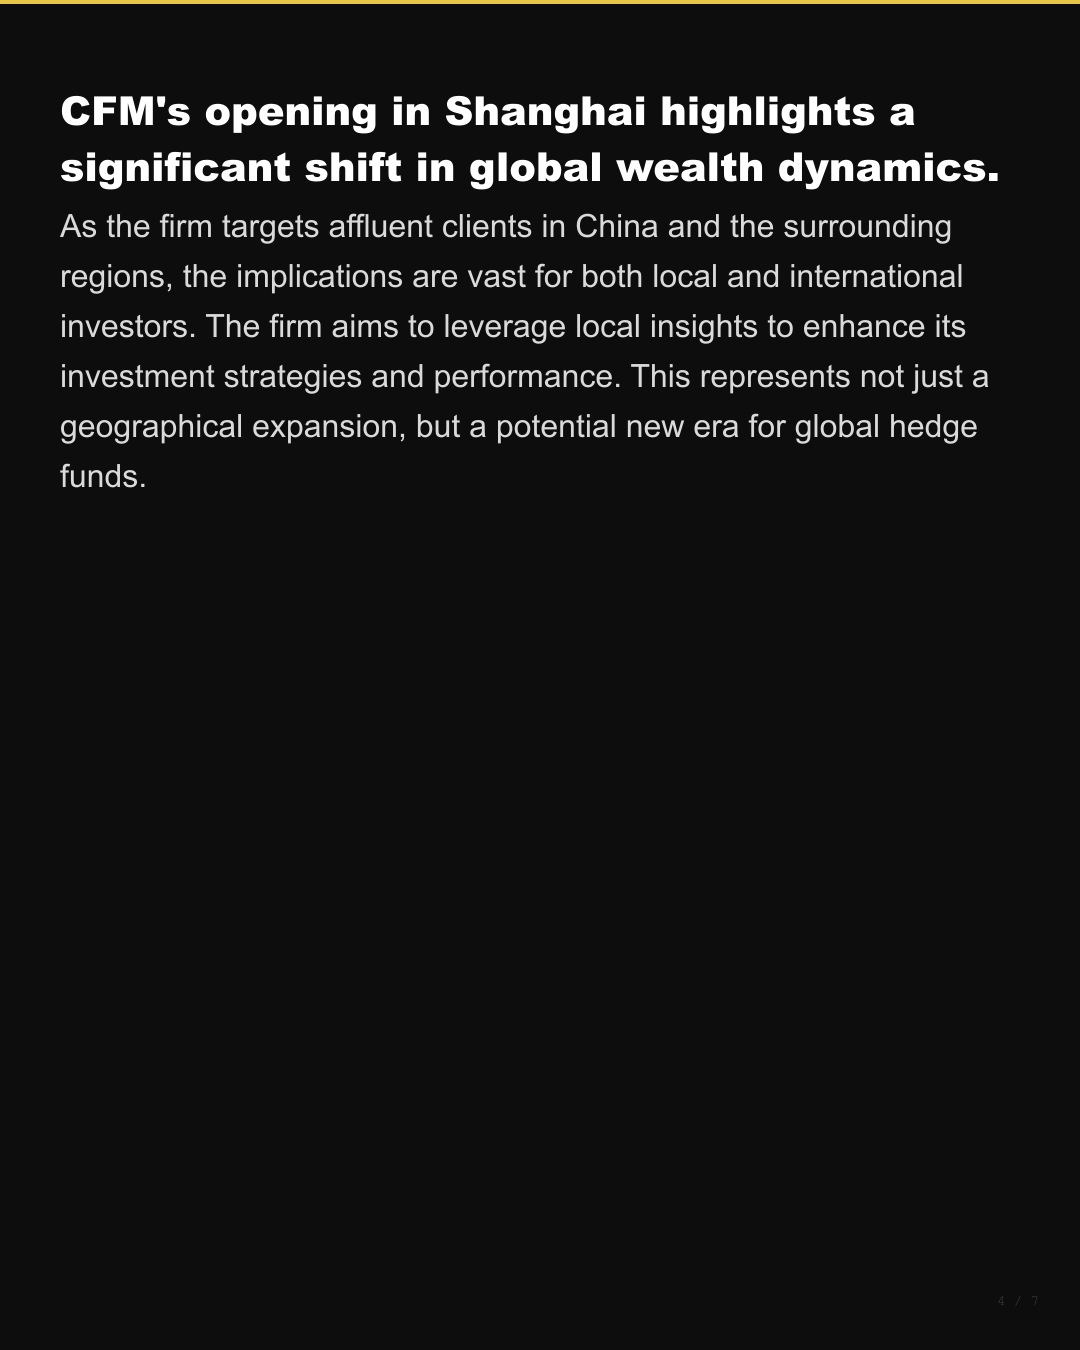 CFM's opening in Shanghai highlights a
significant shift in global wealth dynamics.
As the firm targets affluent clients in China and the surrounding
regions, the implications are vast for both local and international
investors. The firm aims to leverage local insights to enhance its
investment strategies and performance. This represents not just a
geographical expansion, but a potential new era for global hedge
funds.
4 / 7